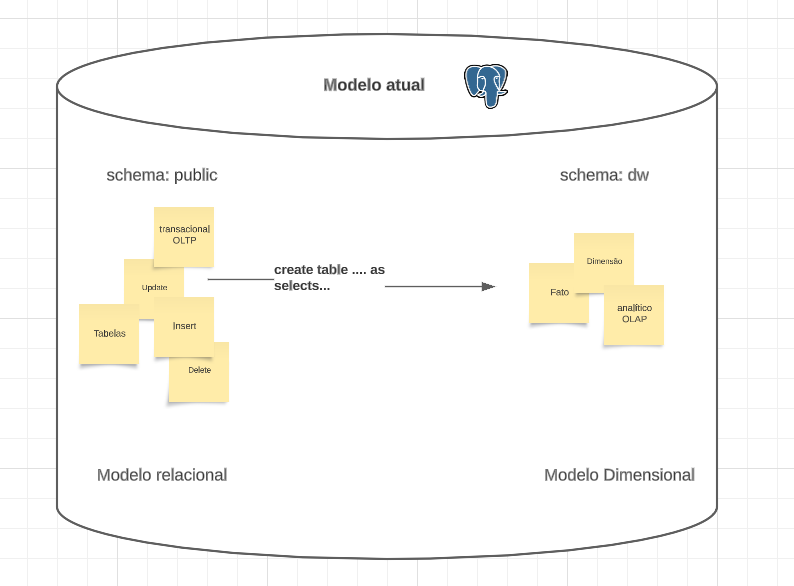 Modelo atual
schema: public
schema: dw
transacional
OLTP
Update
Tabelas
Insert
Delete
create table .... as
selects...
Dimensão
Fato
analítico
OLAP
Modelo relacional
Modelo Dimensional